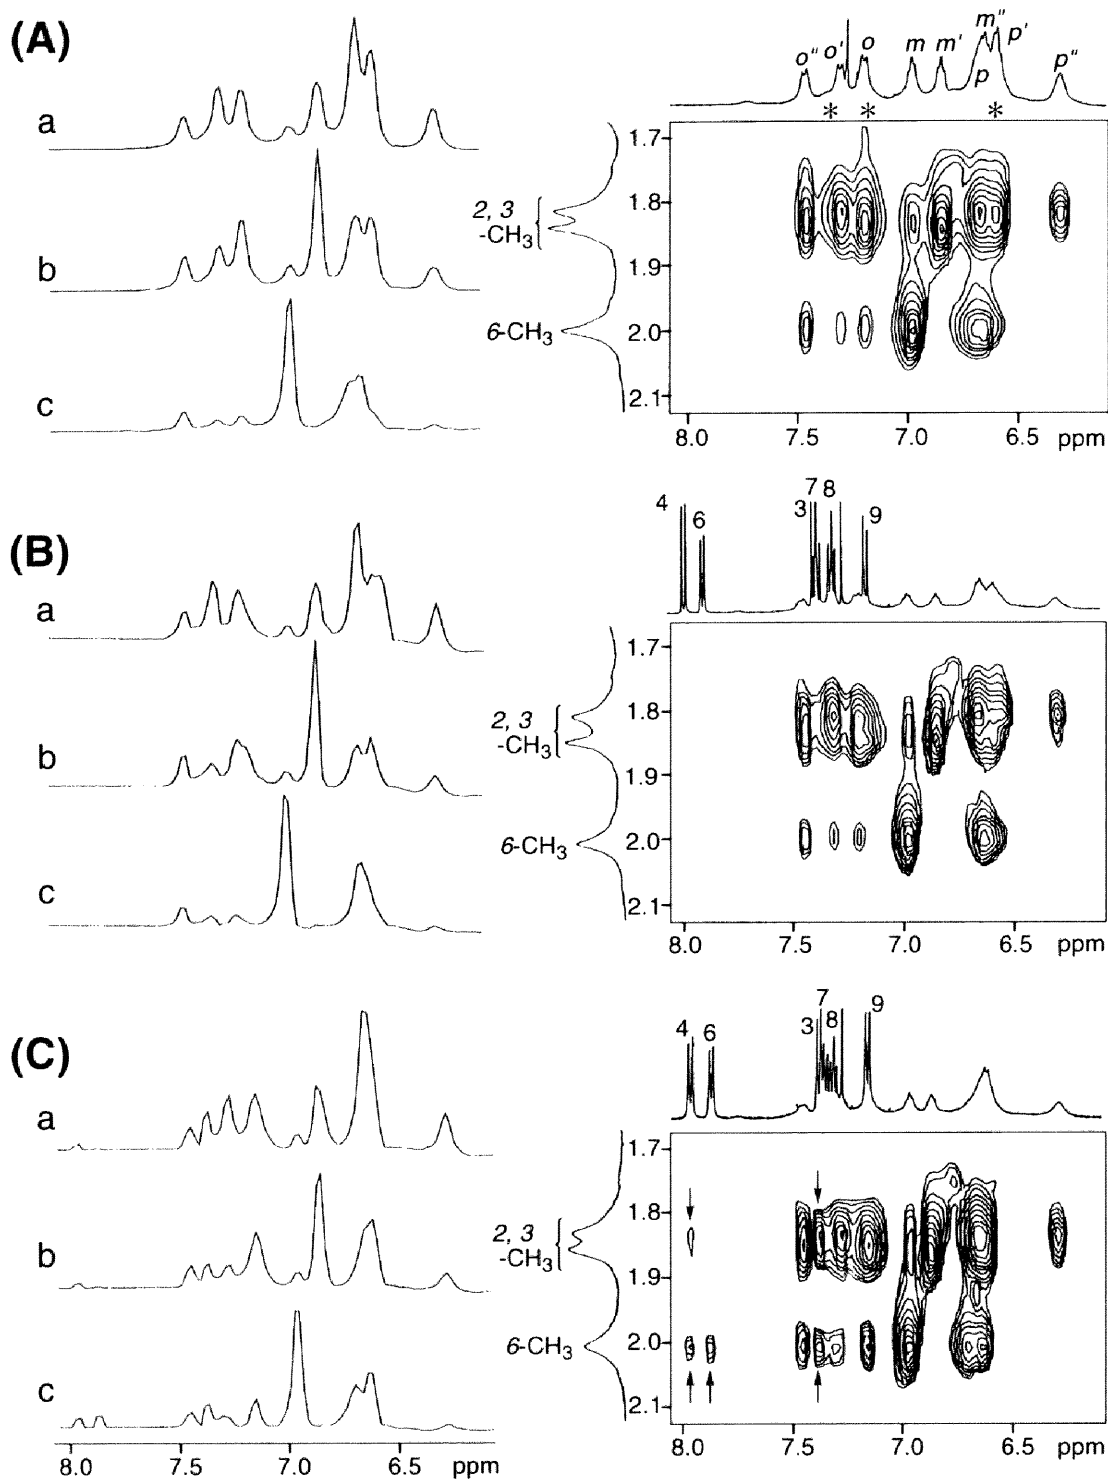 (A)
a
b
c
o" o' o m m' m" p p' p"
* * *
2, 3
-CH₃
6-CH₃
1.7
1.8
1.9
2.0
2.1
8.0 7.5 7.0 6.5 ppm
(B)
a
b
c
4 6 3 7 8 9
2, 3
-CH₃
6-CH₃
1.7
1.8
1.9
2.0
2.1
8.0 7.5 7.0 6.5 ppm
(C)
a
b
c
4 6 3 7 8 9
2, 3
-CH₃
6-CH₃
1.7
1.8
1.9
2.0
2.1
8.0 7.5 7.0 6.5 ppm
8.0 7.5 7.0 6.5 ppm